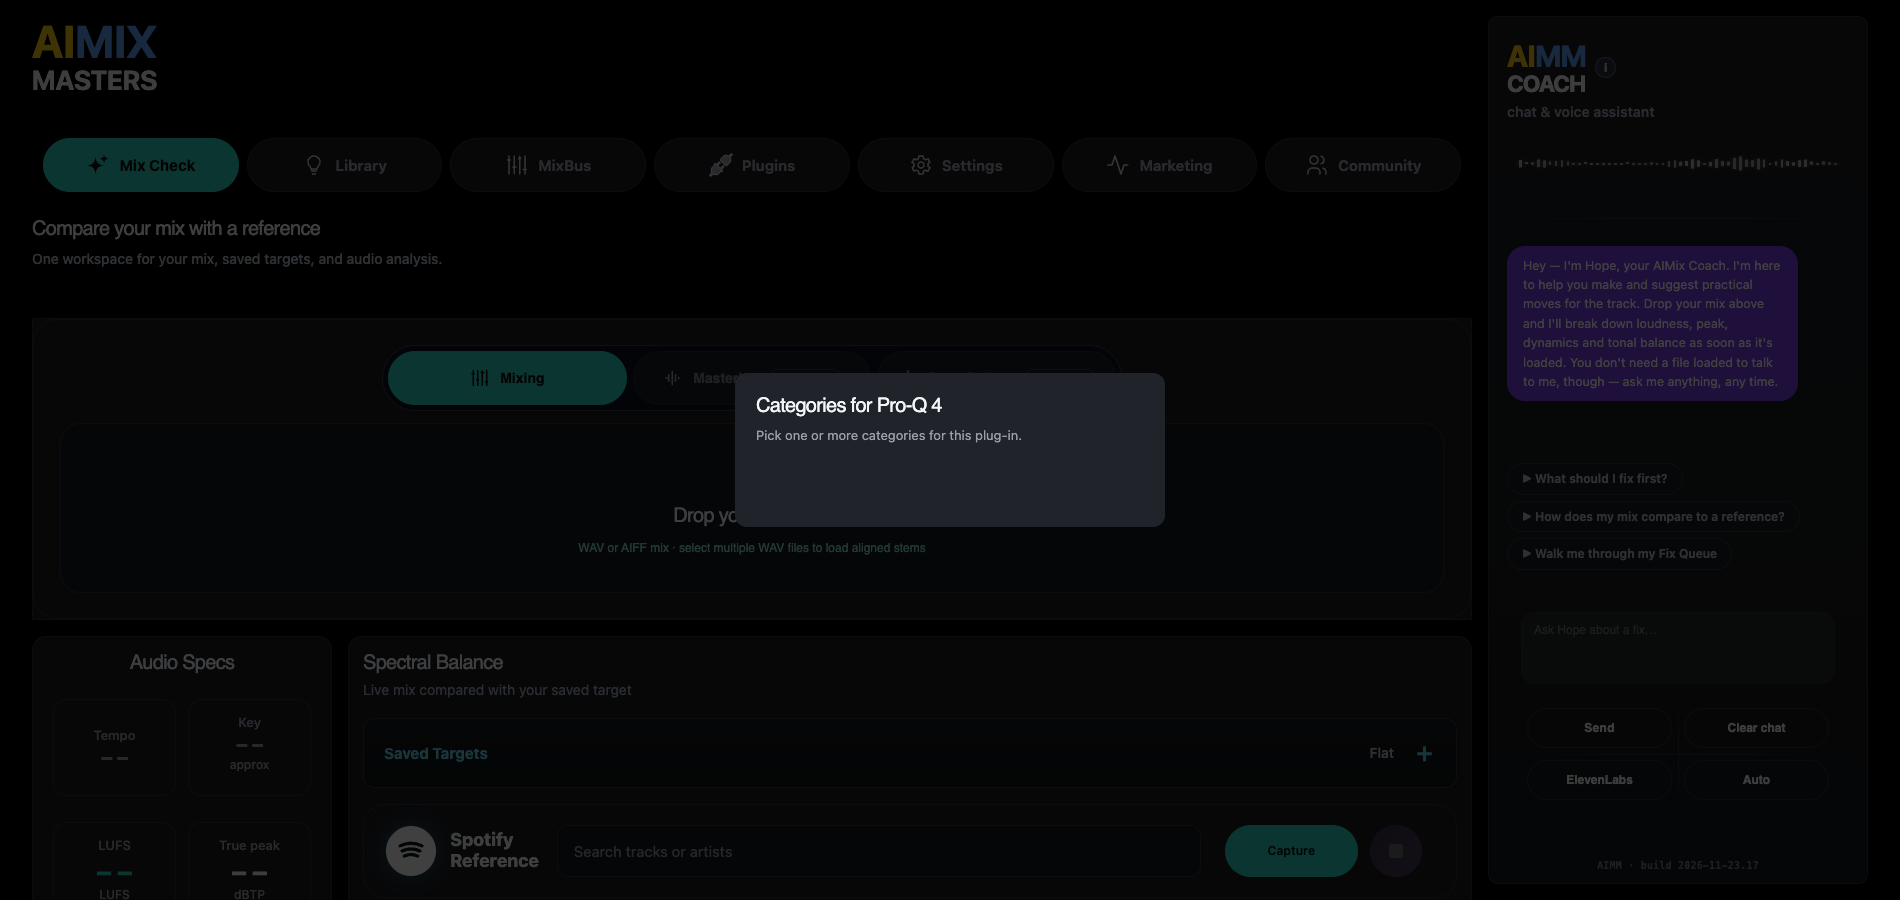 AIMIX
MASTERS
Mix Check
Library
MixBus
Plugins
Settings
Marketing
Community
Compare your mix with a reference
One workspace for your mix, saved targets, and audio analysis.
Mixing
Categories for Pro-Q 4
Pick one or more categories for this plug-in.
Drop
WAV or AIFF mix · select multiple WAV files to load aligned stems
Audio Specs
Tempo
— —
Key
— —
approx
LUFS
— —
LUFS
True peak
— —
dBTP
Spectral Balance
Live mix compared with your saved target
Saved Targets
Flat +
Spotify
Reference
Search tracks or artists
Capture
AIMM
COACH i
chat & voice assistant
Hey — I'm Hope, your AIMix Coach. I'm here
to help you make and suggest practical
moves for the track. Drop your mix above
and I'll break down loudness, peak,
dynamics and tonal balance as soon as it's
loaded. You don't need a file loaded to talk
to me, though — ask me anything, any time.
▶ What should I fix first?
▶ How does my mix compare to a reference?
▶ Walk me through my Fix Queue
Ask Hope about a fix...
Send
Clear chat
ElevenLabs
Auto
AIMM · build 2026-11-23.17